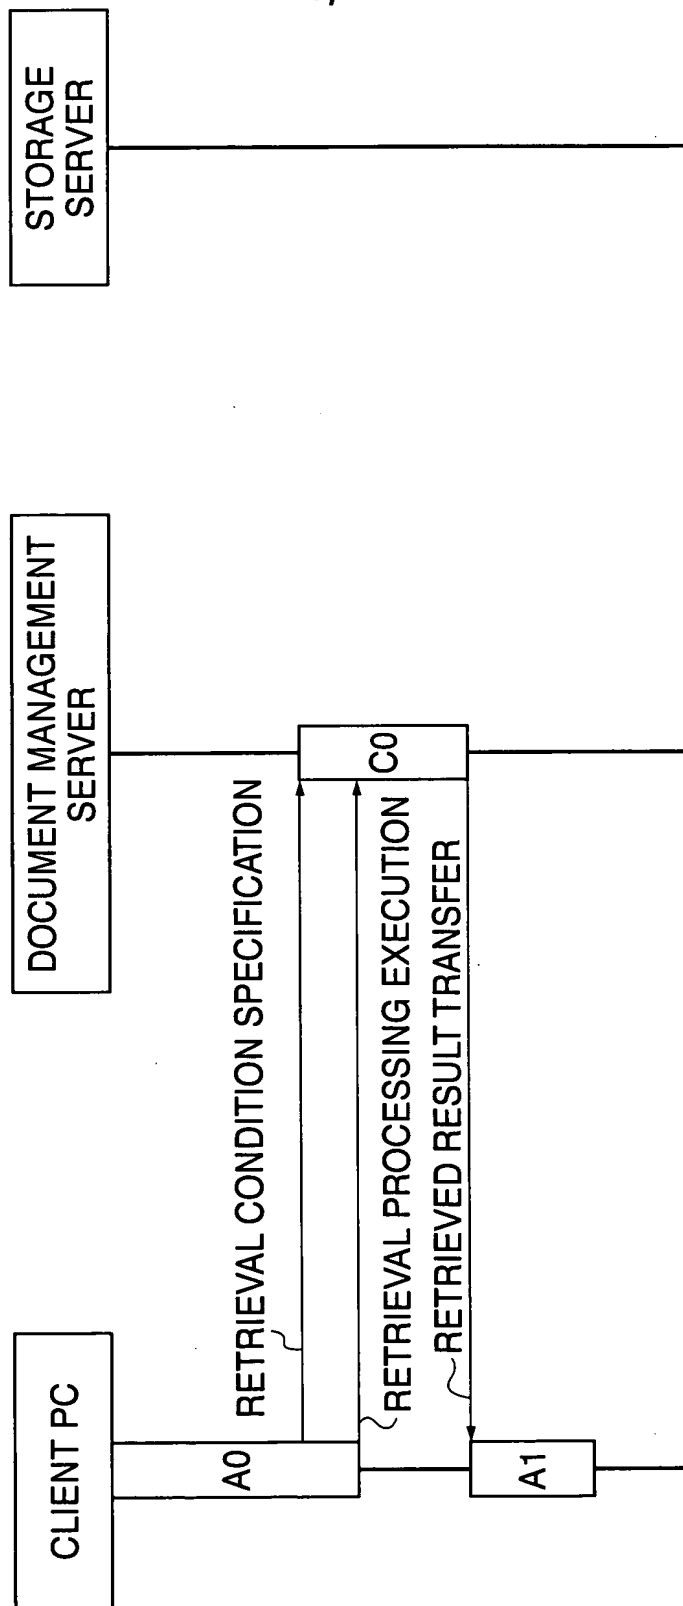 CLIENT PC
DOCUMENT MANAGEMENT
SERVER
STORAGE
SERVER
A0
RETRIEVAL CONDITION SPECIFICATION
C0
RETRIEVAL PROCESSING EXECUTION
RETRIEVED RESULT TRANSFER
A1